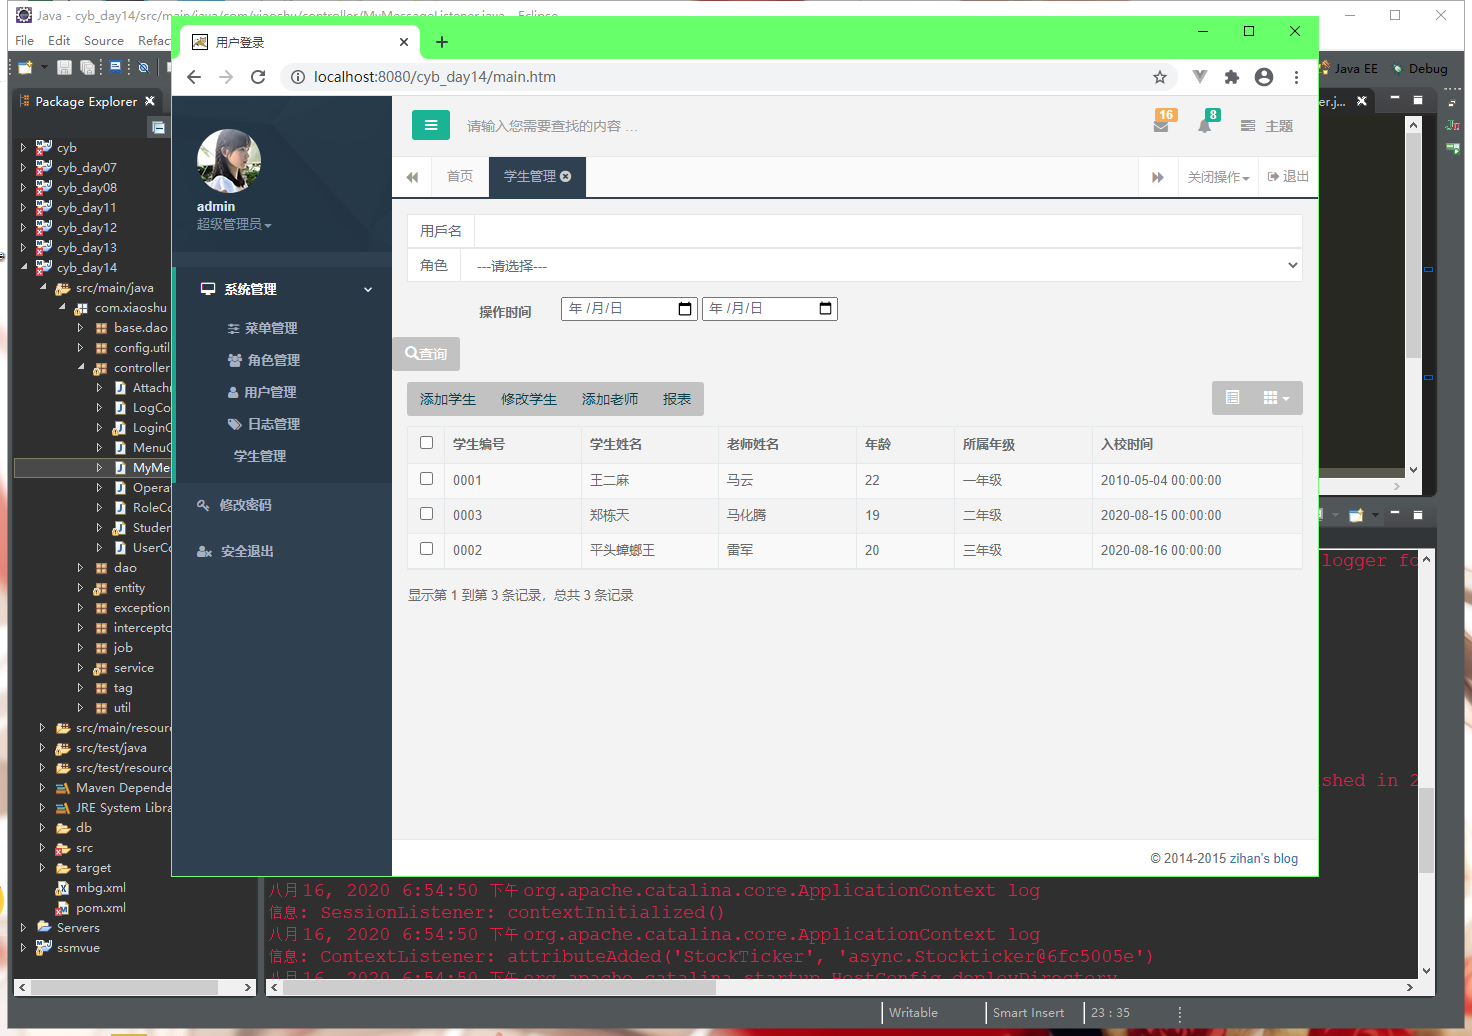 Java - cyb_day14/src/main/java/com/xiaoshu/controller/MyMessageListener.java - Eclipse
File Edit Source Refac
Java EE Debug
Package Explorer
er.j...
cyb
cyb_day07
cyb_day08
cyb_day11
cyb_day12
cyb_day13
cyb_day14
src/main/java
com.xiaoshu
base.dao
config.util
controller
Attach
LogCo
LoginC
MenuC
MyMe
Opera
RoleCo
Studen
UserCo
dao
entity
exception
intercepto
job
service
tag
util
src/main/resour
src/test/java
src/test/resource
Maven Depende
JRE System Libra
db
src
target
mbg.xml
pom.xml
Servers
ssmvue
用户登录
localhost:8080/cyb_day14/main.htm
admin
超级管理员
系统管理
菜单管理
角色管理
用户管理
日志管理
学生管理
修改密码
安全退出
请输入您需要查找的内容 ...
16
8
主题
首页
学生管理
关闭操作
退出
用戶名
角色 ---请选择---
操作时间 年 /月/日 年 /月/日
查询
添加学生 修改学生 添加老师 报表
学生编号 学生姓名 老师姓名 年龄 所属年级 入校时间
0001 王二麻 马云 22 一年级 2010-05-04 00:00:00
0003 郑栋天 马化腾 19 二年级 2020-08-15 00:00:00
0002 平头蟑螂王 雷军 20 三年级 2020-08-16 00:00:00
显示第 1 到第 3 条记录，总共 3 条记录
© 2014-2015 zihan's blog
logger fo
shed in 2
八月 16, 2020 6:54:50 下午 org.apache.catalina.core.ApplicationContext log
信息: SessionListener: contextInitialized()
八月 16, 2020 6:54:50 下午 org.apache.catalina.core.ApplicationContext log
信息: ContextListener: attributeAdded('StockTicker', 'async.Stockticker@6fc5005e')
八月 16, 2020 6:54:50 下午 org.apache.catalina.startup.HostConfig deployDirectory
Writable Smart Insert 23 : 35